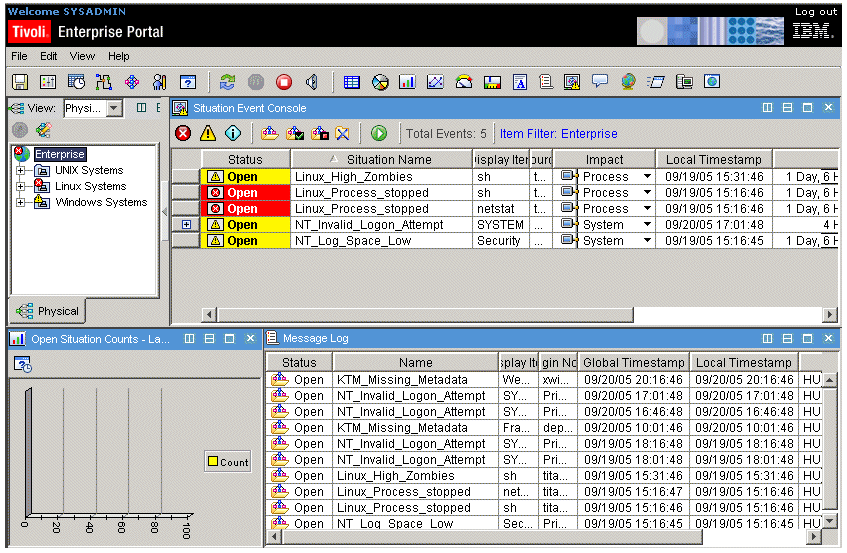 Welcome SYSADMIN Log out
Tivoli. Enterprise Portal IBM.
File Edit View Help
View: Physi... Situation Event Console
Total Events: 5 Item Filter: Enterprise
Enterprise
UNIX Systems
Linux Systems
Windows Systems
Physical
Status Situation Name Impact Local Timestamp
Open Linux_High_Zombies sh t... Process 09/19/05 15:31:46 1 Day, 6 H
Open Linux_Process_stopped sh t... Process 09/19/05 15:16:46 1 Day, 6 H
Open Linux_Process_stopped netstat t... Process 09/19/05 15:16:46 1 Day, 6 H
Open NT_Invalid_Logon_Attempt SYSTEM ... System 09/20/05 17:01:48 4 H
Open NT_Log_Space_Low Security ... System 09/19/05 15:16:45 1 Day, 6 H
Open Situation Counts - La...
Count
0 20 40 60 80 100
Message Log
Status Name Global Timestamp Local Timestamp
Open KTM_Missing_Metadata We... xwi... 09/20/05 20:16:46 09/20/05 20:16:46 HU
Open NT_Invalid_Logon_Attempt SY... Pri... 09/20/05 17:01:48 09/20/05 17:01:48 HU
Open NT_Invalid_Logon_Attempt SY... Pri... 09/20/05 16:46:48 09/20/05 16:46:48 HU
Open KTM_Missing_Metadata Fra... dep... 09/20/05 10:01:46 09/20/05 10:01:46 HU
Open NT_Invalid_Logon_Attempt SY... Pri... 09/19/05 18:16:48 09/19/05 18:16:48 HU
Open NT_Invalid_Logon_Attempt SY... Pri... 09/19/05 18:01:48 09/19/05 18:01:48 HU
Open Linux_High_Zombies sh tita... 09/19/05 15:31:46 09/19/05 15:31:46 HU
Open Linux_Process_stopped net... tita... 09/19/05 15:16:47 09/19/05 15:16:46 HU
Open Linux_Process_stopped sh tita... 09/19/05 15:16:46 09/19/05 15:16:46 HU
Open NT_Log_Space_Low Sec... Pri... 09/19/05 15:16:45 09/19/05 15:16:45 HU